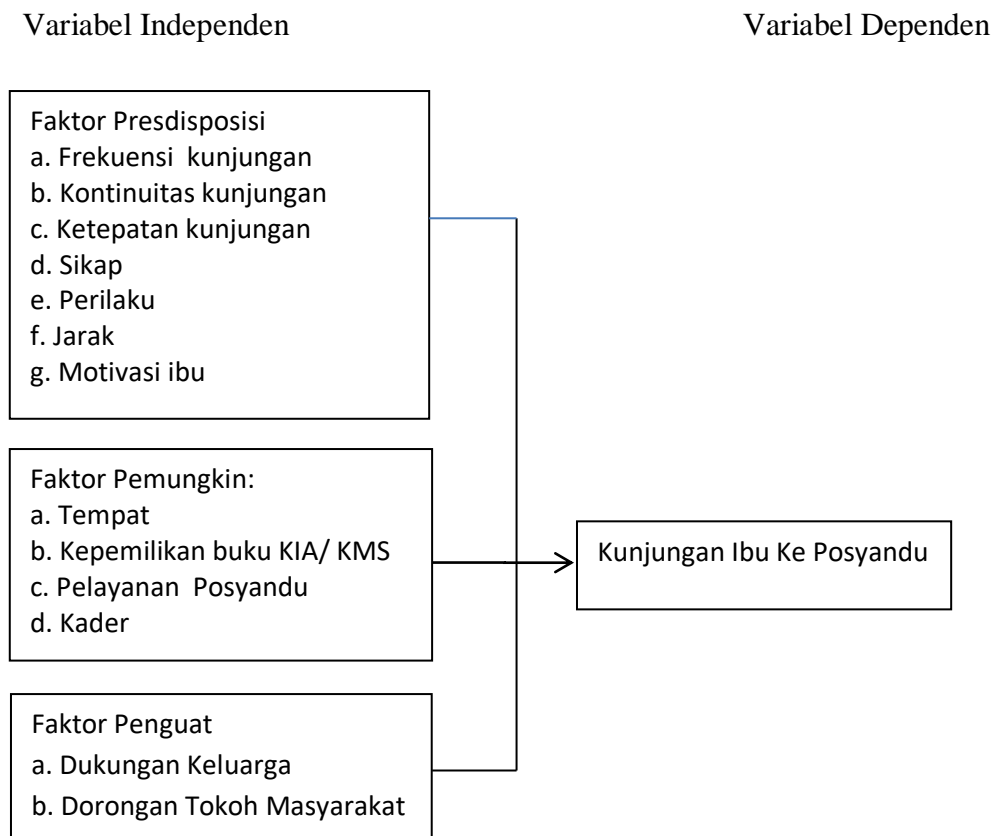 Variabel Independen
Variabel Dependen
Faktor Presdisposisi
a. Frekuensi kunjungan
b. Kontinuitas kunjungan
c. Ketepatan kunjungan
d. Sikap
e. Perilaku
f. Jarak
g. Motivasi ibu
Faktor Pemungkin:
a. Tempat
b. Kepemilikan buku KIA/ KMS
c. Pelayanan Posyandu
d. Kader
Kunjungan Ibu Ke Posyandu
Faktor Penguat
a. Dukungan Keluarga
b. Dorongan Tokoh Masyarakat